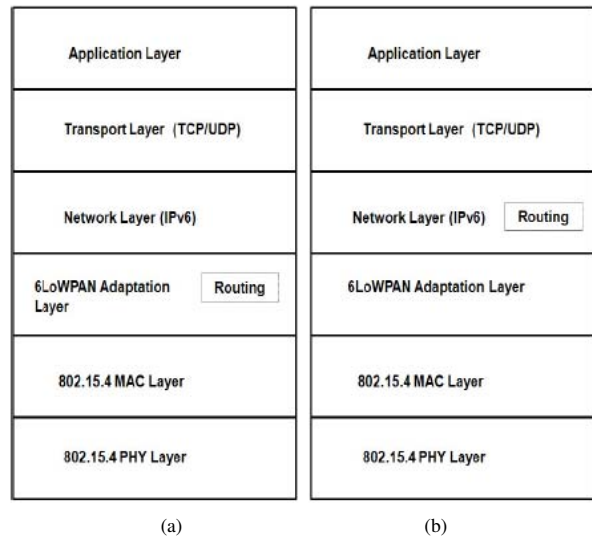 Application Layer
Transport Layer (TCP/UDP)
Network Layer (IPv6)
6LoWPAN Adaptation
Layer
Routing
802.15.4 MAC Layer
802.15.4 PHY Layer
(a)
Application Layer
Transport Layer (TCP/UDP)
Network Layer (IPv6)
Routing
6LoWPAN Adaptation Layer
802.15.4 MAC Layer
802.15.4 PHY Layer
(b)